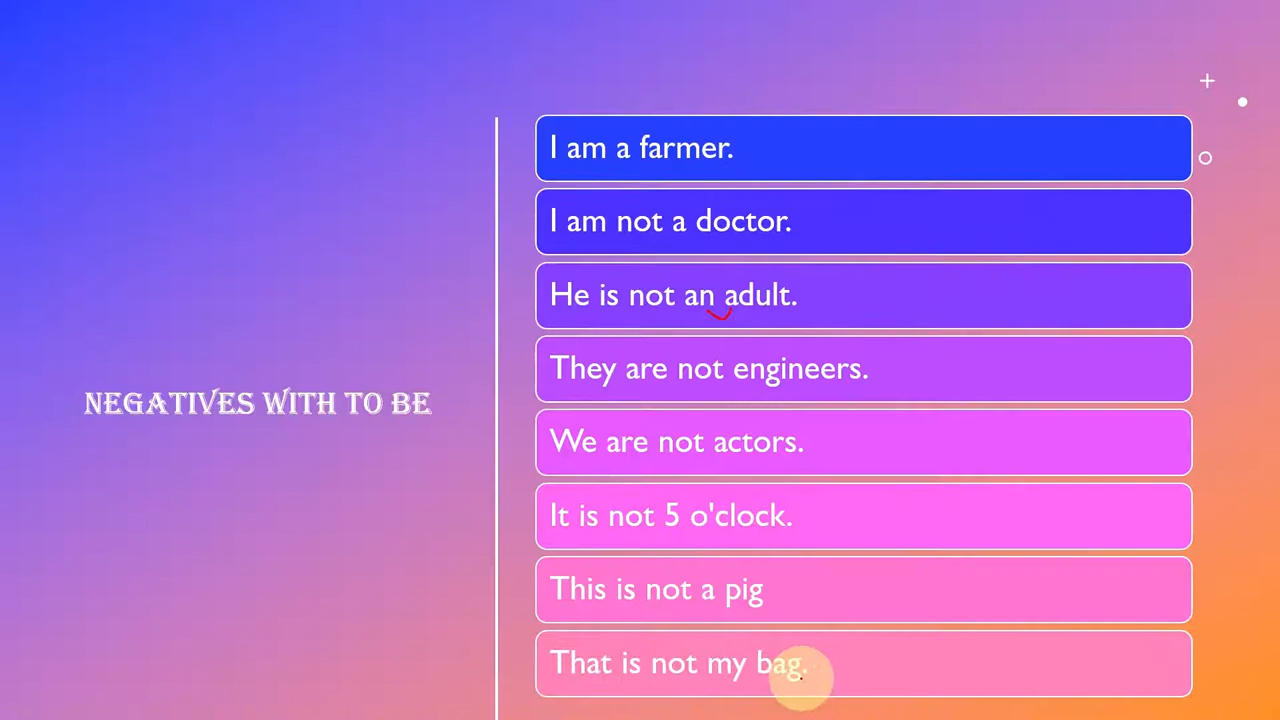 NEGATIVES WITH TO BE
I am a farmer.
I am not a doctor.
He is not an adult.
They are not engineers.
We are not actors.
It is not 5 o'clock.
This is not a pig
That is not my bag.